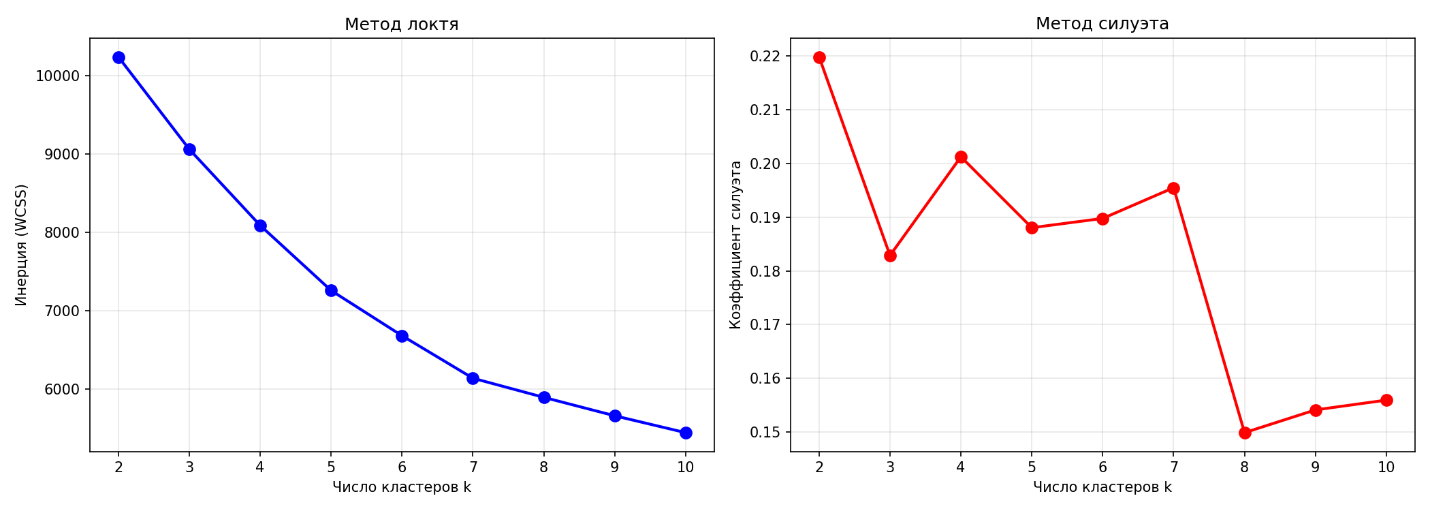 Метод локтя
Инерция (WCSS)
10000
9000
8000
7000
6000
2 3 4 5 6 7 8 9 10
Число кластеров k
Метод силуэта
Коэффициент силуэта
0.22
0.21
0.20
0.19
0.18
0.17
0.16
0.15
2 3 4 5 6 7 8 9 10
Число кластеров k